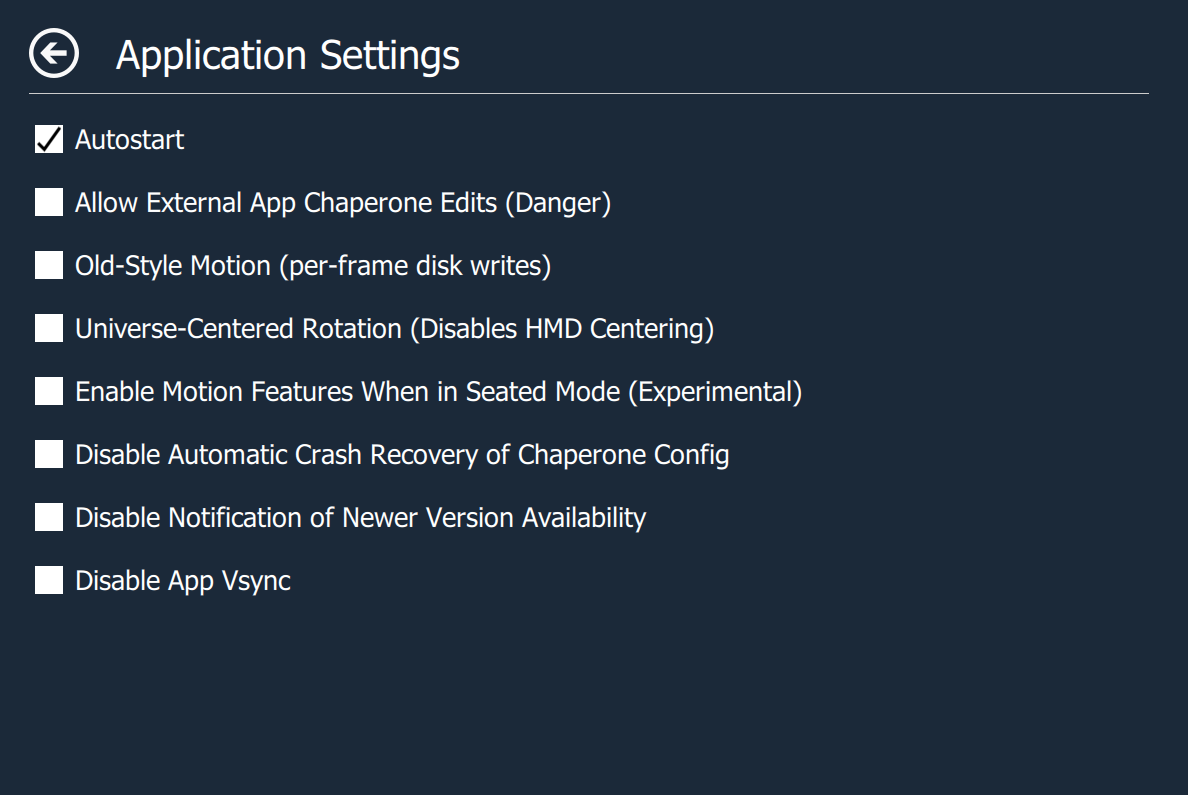 Application Settings
Autostart
Allow External App Chaperone Edits (Danger)
Old-Style Motion (per-frame disk writes)
Universe-Centered Rotation (Disables HMD Centering)
Enable Motion Features When in Seated Mode (Experimental)
Disable Automatic Crash Recovery of Chaperone Config
Disable Notification of Newer Version Availability
Disable App Vsync